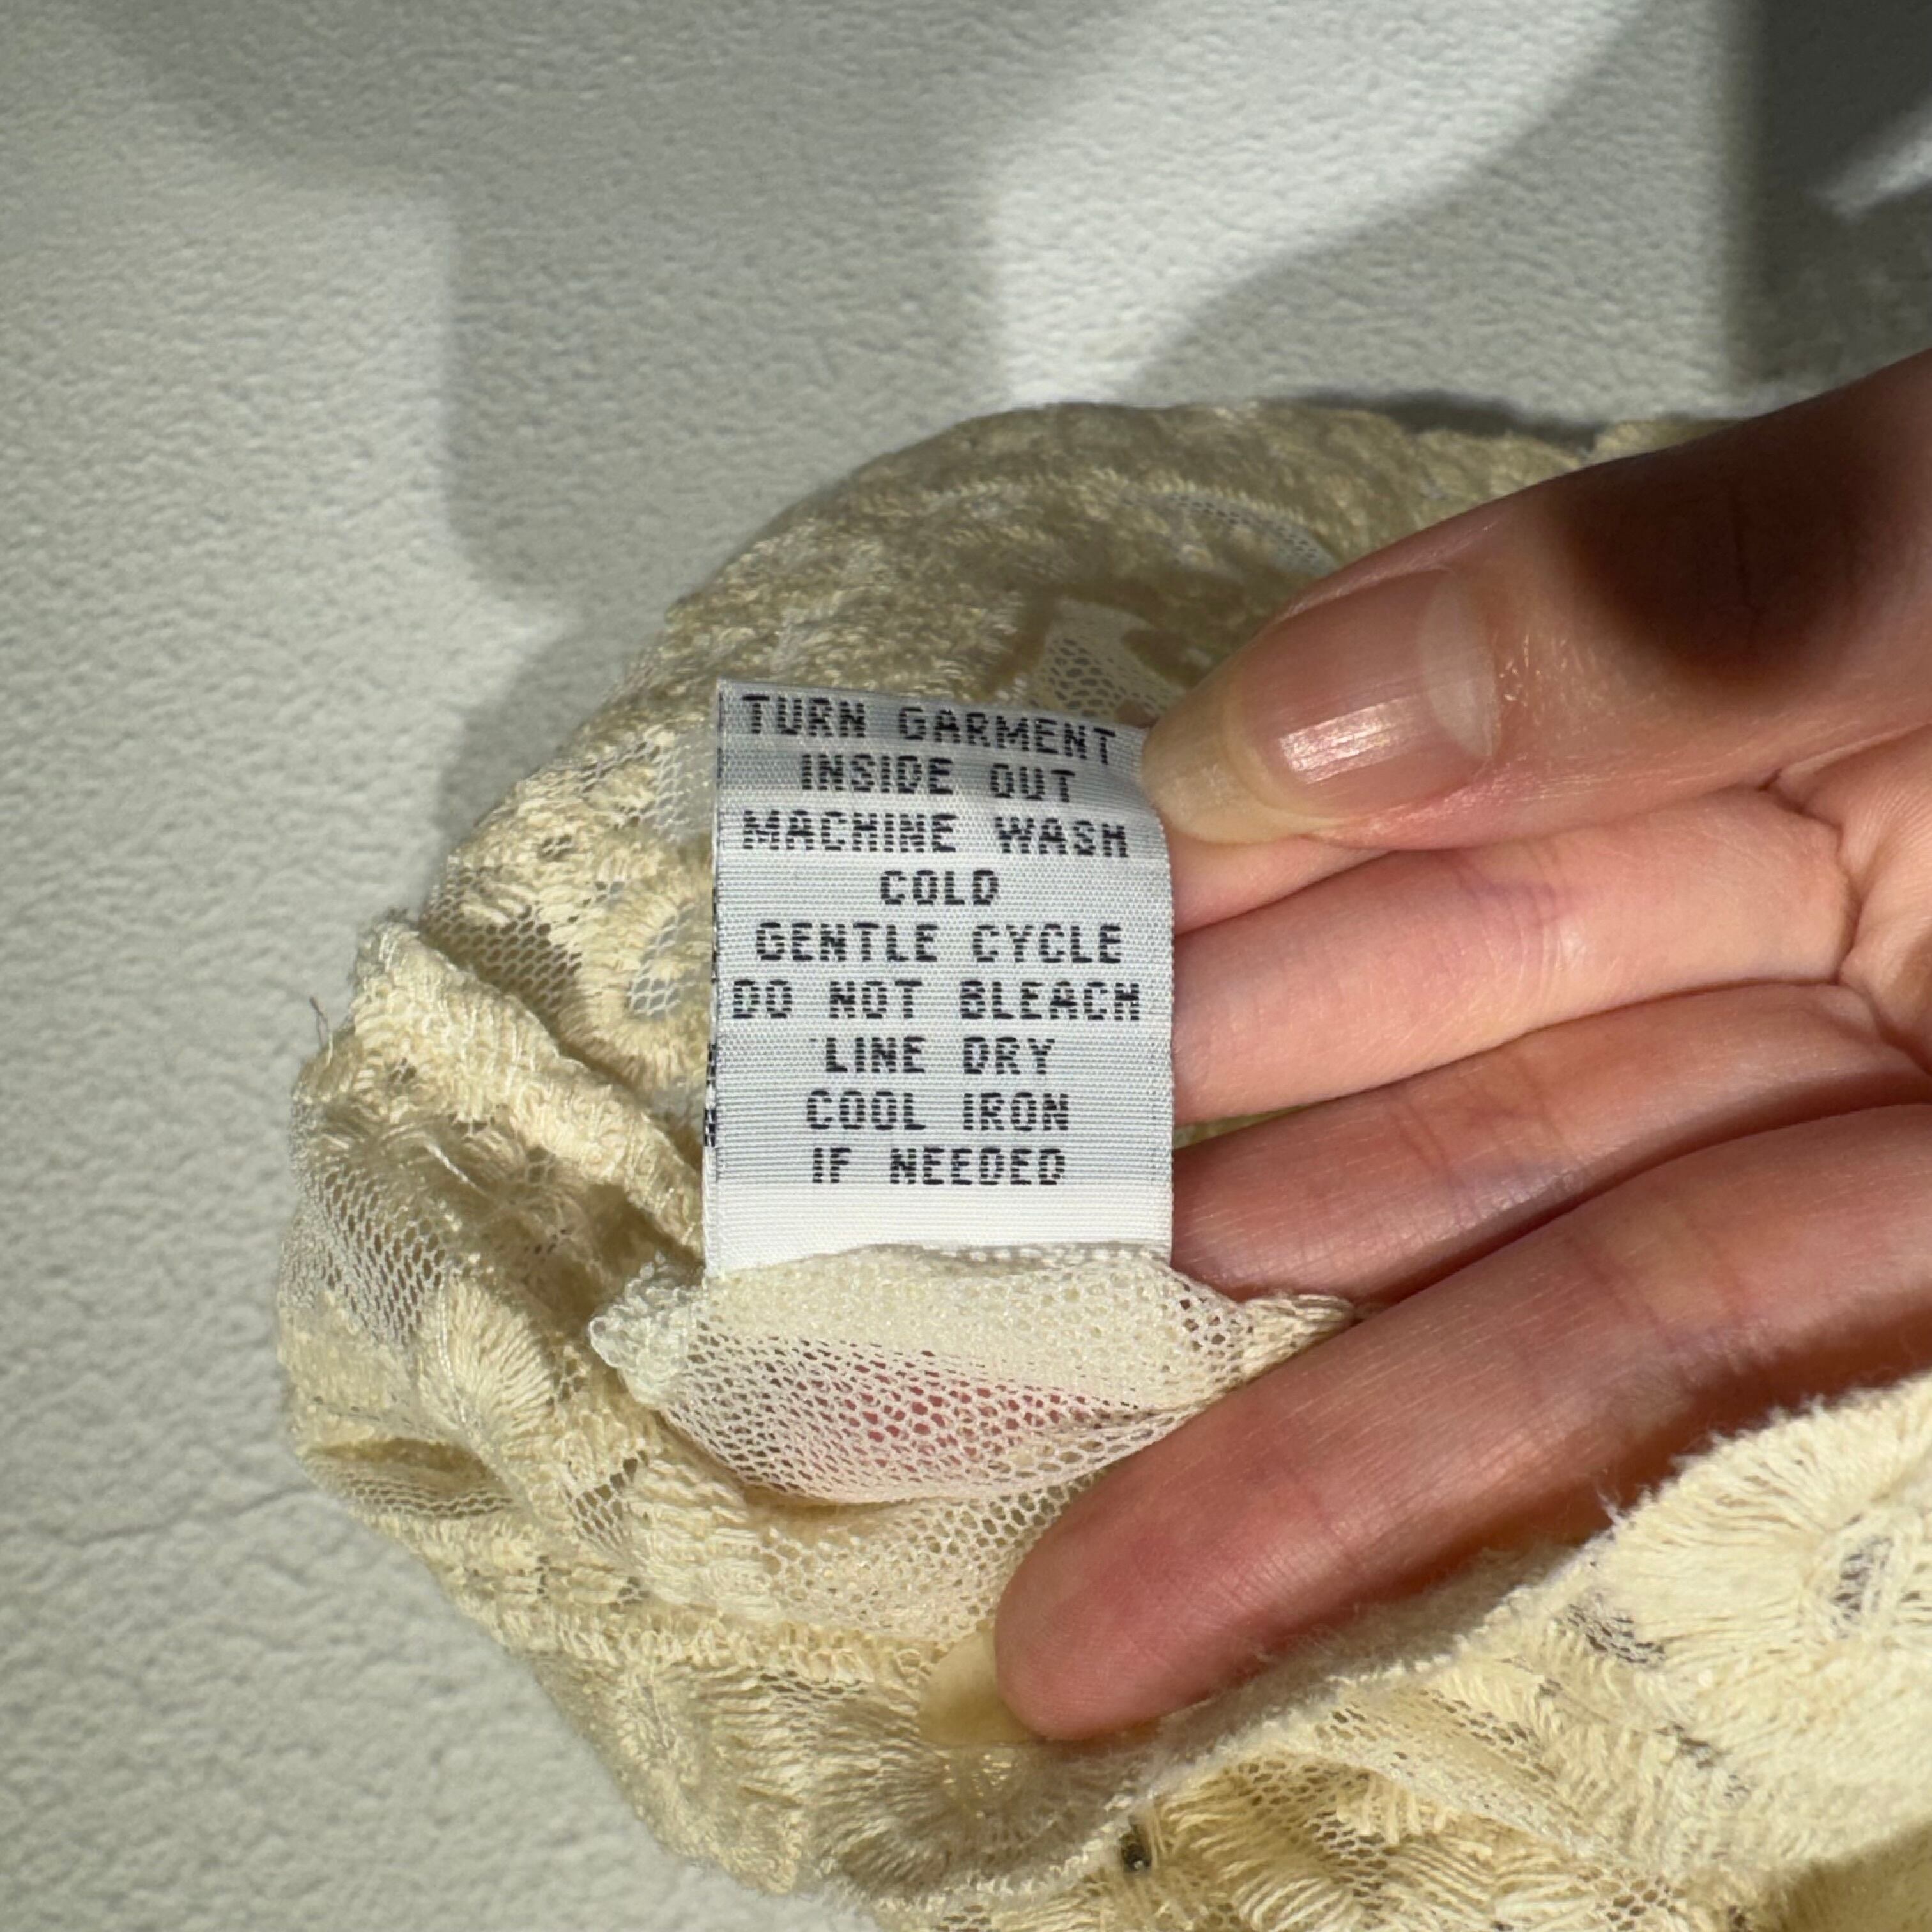 TURN GARMENT
INSIDE OUT
MACHINE WASH
COLD
GENTLE CYCLE
DO NOT BLEACH
LINE DRY
COOL IRON
IF NEEDED